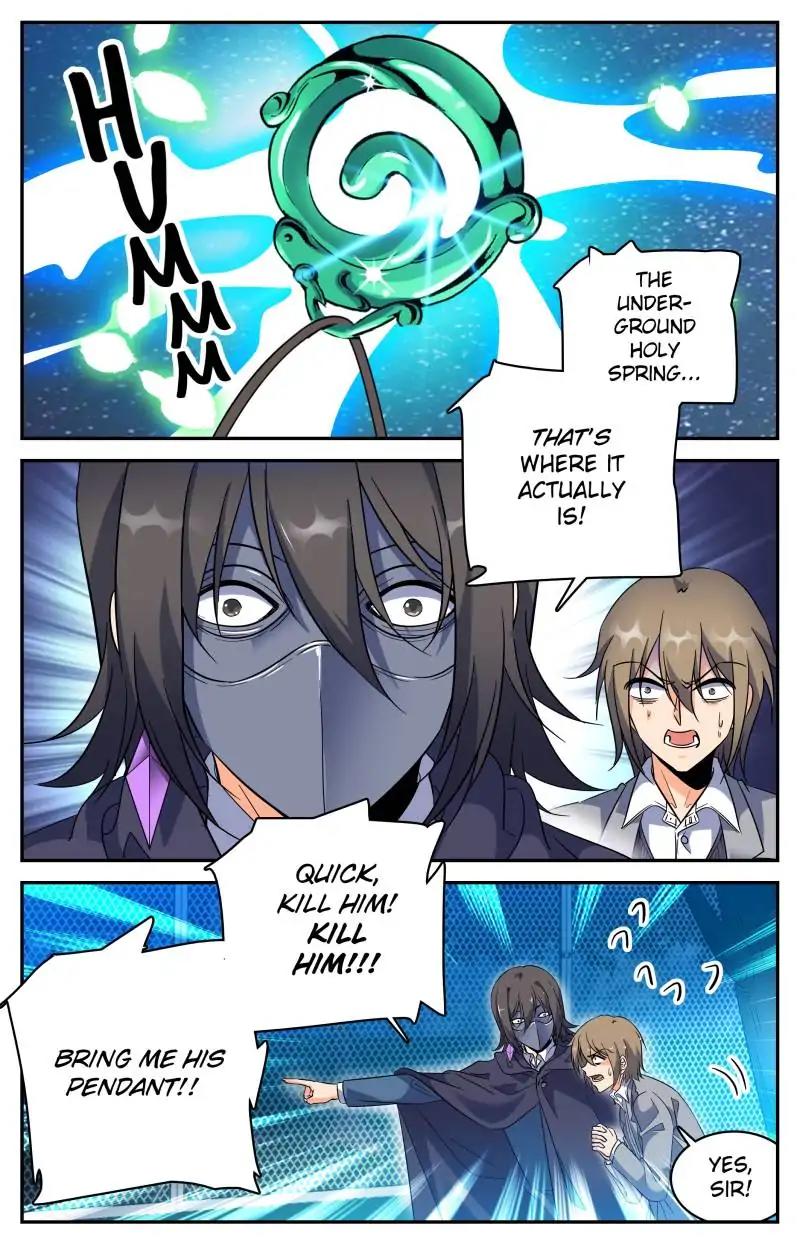 HUMMM
THE
UNDER-
GROUND
HOLY
SPRING...
THAT'S
WHERE IT
ACTUALLY
IS!
QUICK,
KILL HIM!
KILL
HIM!!!
BRING ME HIS
PENDANT!!
YES,
SIR!